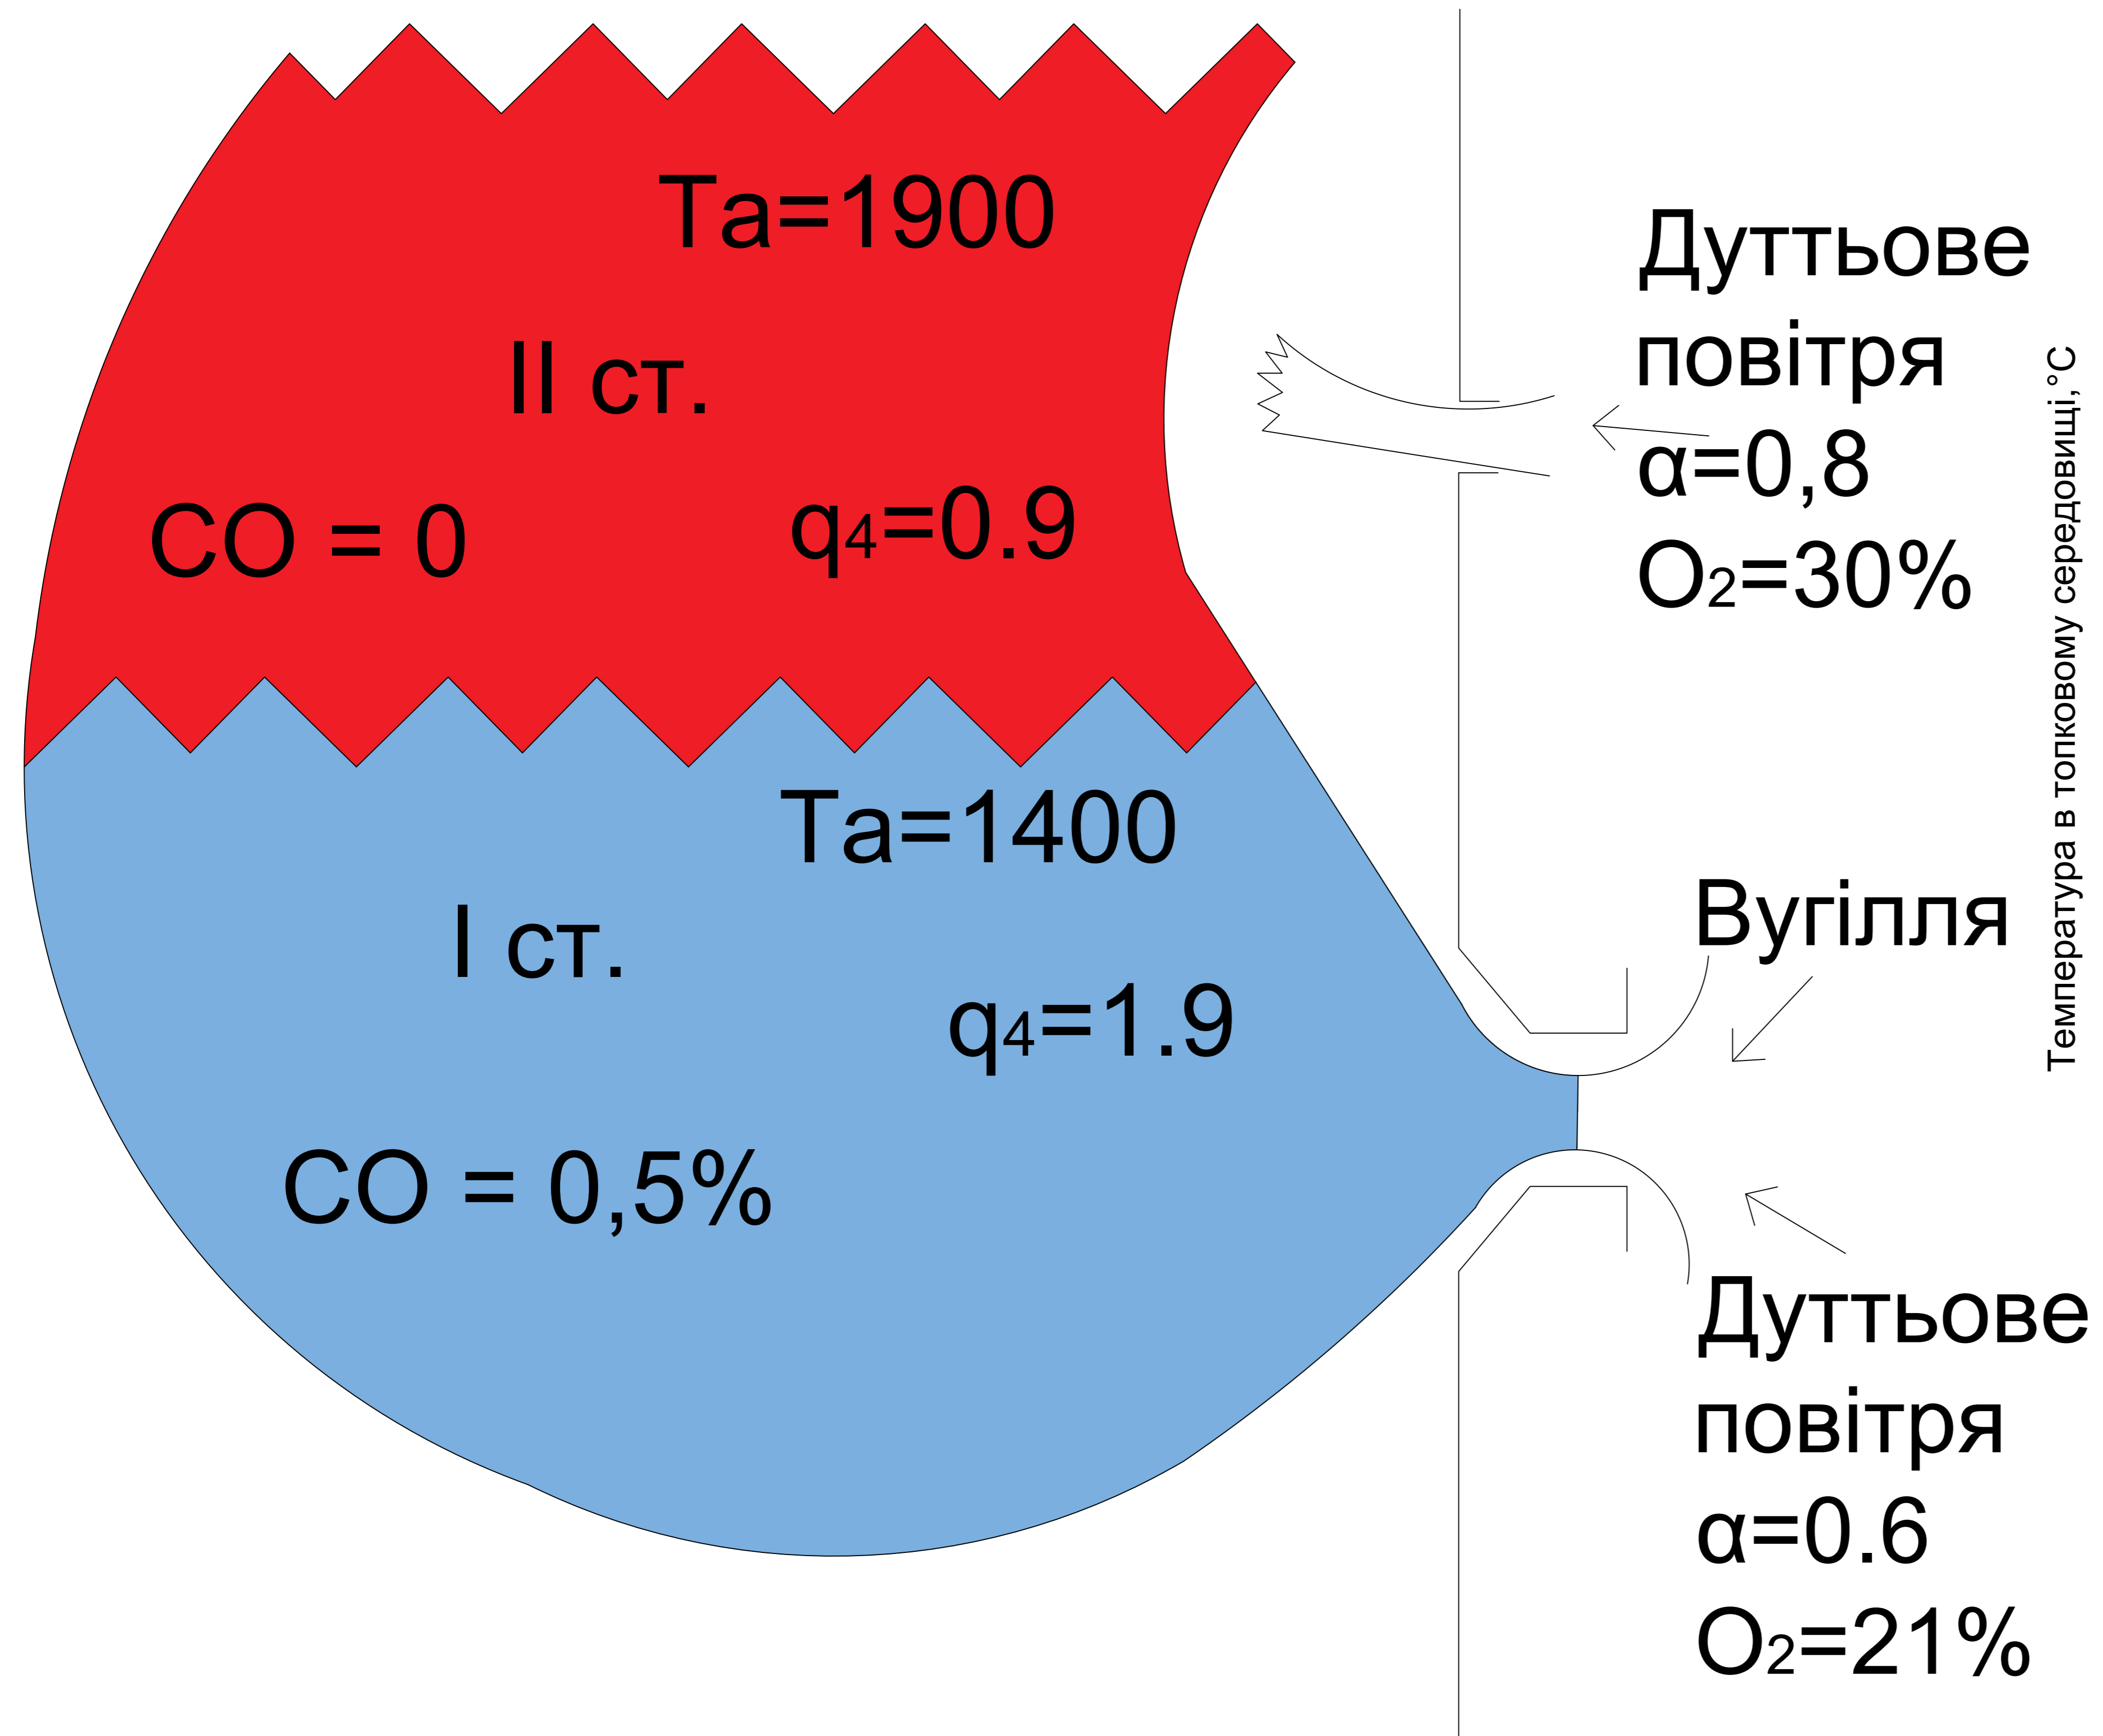 Ta=1900
II ст.
CO = 0
q4=0.9
Дуттьове
повітря
α=0,8
O2=30%
Температура в топковому середовищі,°C
Ta=1400
Вугілля
I ст.
q4=1.9
CO = 0,5%
Дуттьове
повітря
α=0.6
O2=21%